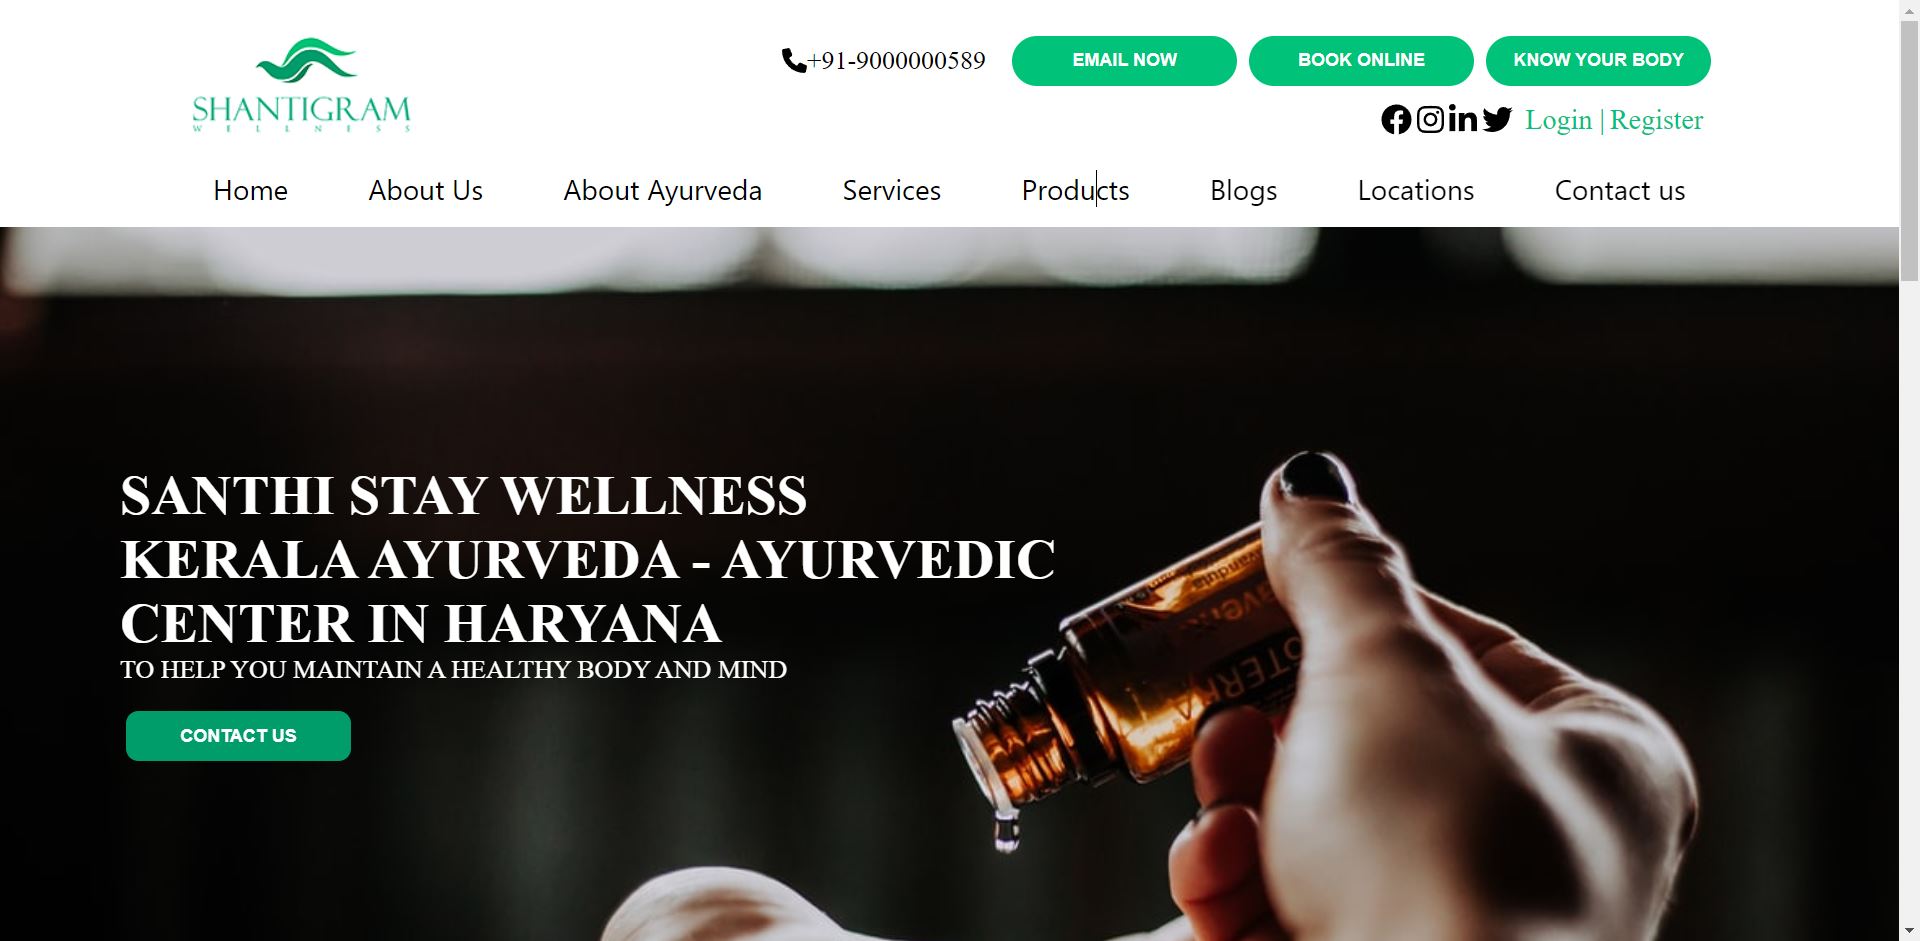 SHANTIGRAM
WELLNESS
+91-9000000589
EMAIL NOW
BOOK ONLINE
KNOW YOUR BODY
Login | Register
Home
About Us
About Ayurveda
Services
Products
Blogs
Locations
Contact us
SANTHI STAY WELLNESS
KERALA AYURVEDA - AYURVEDIC
CENTER IN HARYANA
TO HELP YOU MAINTAIN A HEALTHY BODY AND MIND
CONTACT US